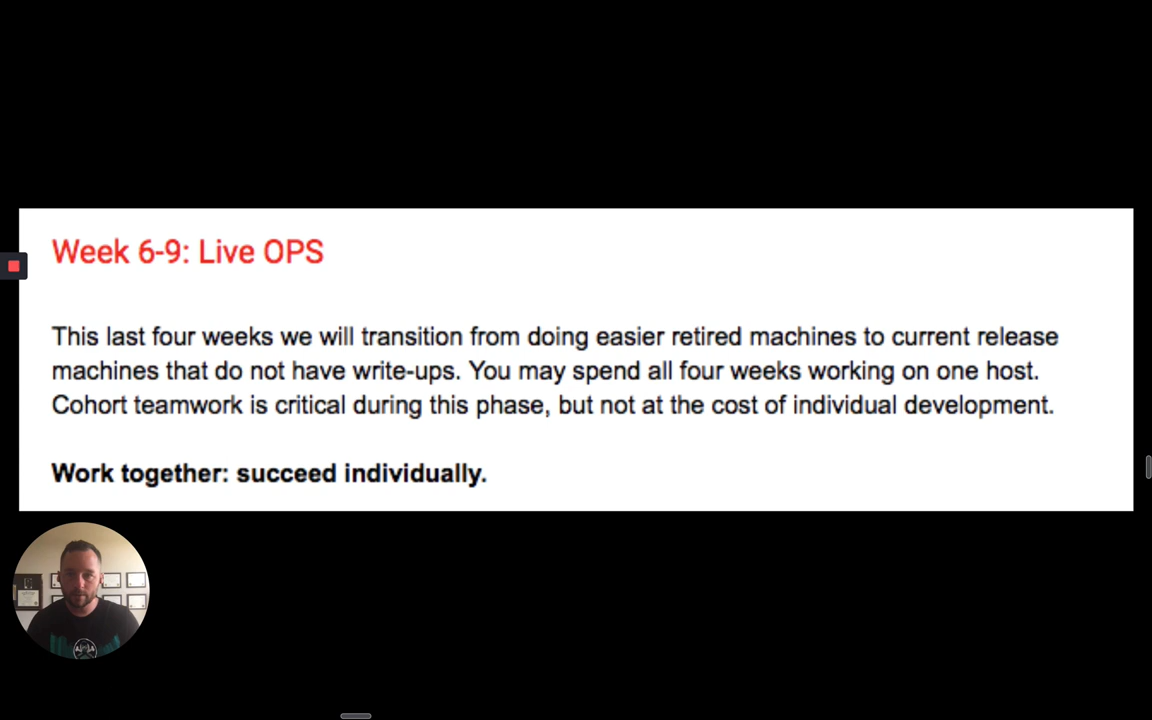 Week 6-9: Live OPS
This last four weeks we will transition from doing easier retired machines to current release
machines that do not have write-ups. You may spend all four weeks working on one host.
Cohort teamwork is critical during this phase, but not at the cost of individual development.
Work together: succeed individually.